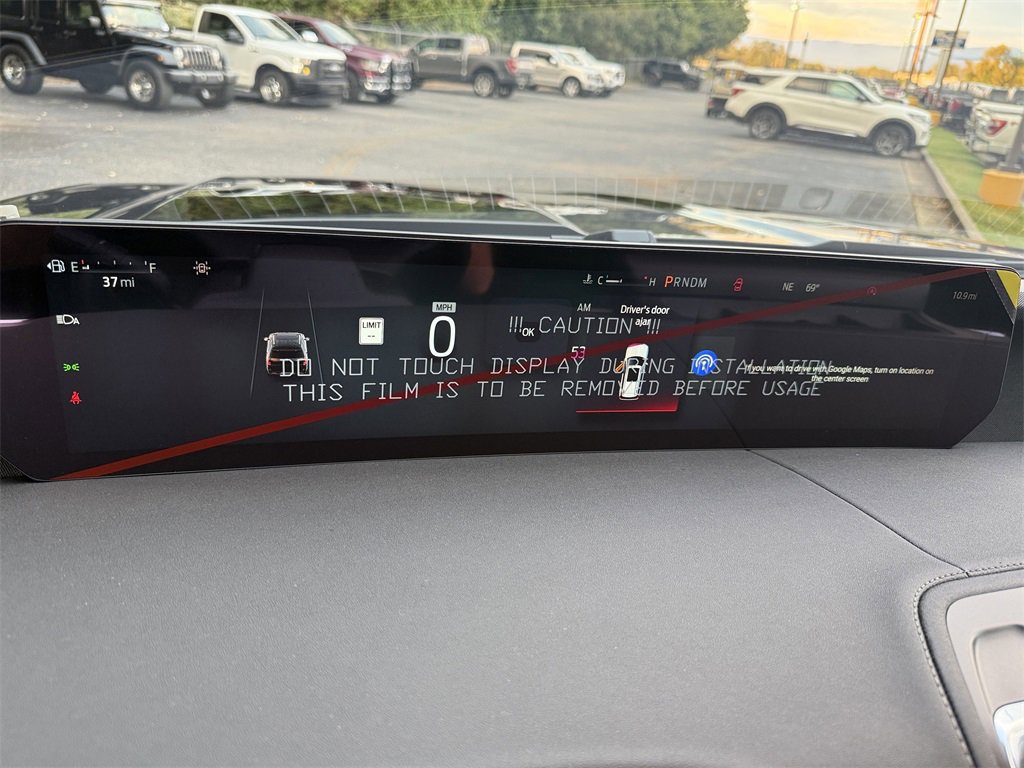 E F
37 mi
LIMIT
--
MPH
0
C H PRNDM
NE 69°
10.9 mi
AM
53
Driver's door
ajar
OK
!!! CAUTION !!!
DO NOT TOUCH DISPLAY DURING INSTALLATION
THIS FILM IS TO BE REMOVED BEFORE USAGE
If you want to drive with Google Maps, turn on location on
the center screen